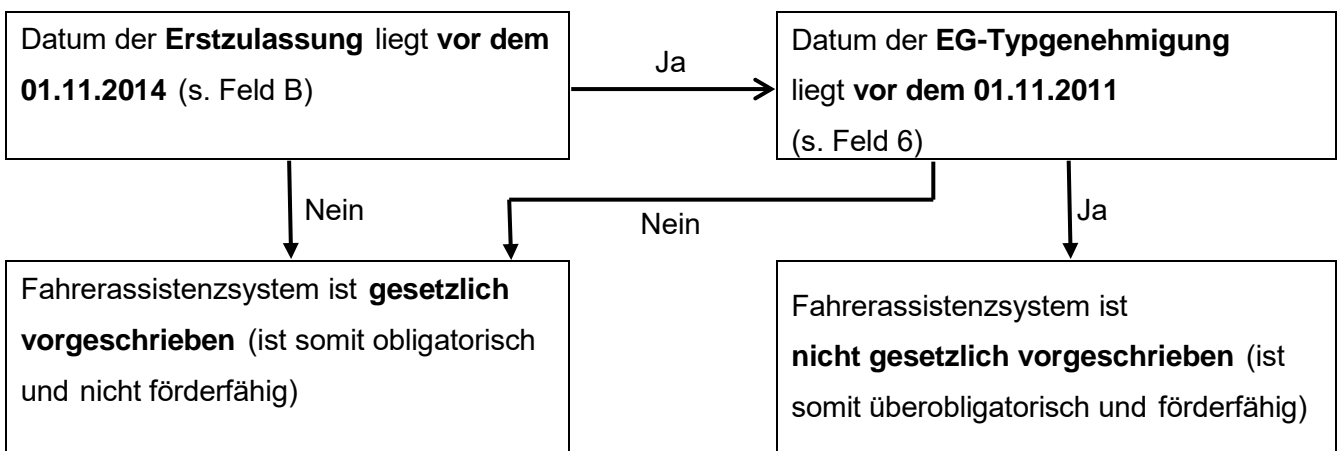 Datum der Erstzulassung liegt vor dem
01.11.2014 (s. Feld B)
Ja
Datum der EG-Typgenehmigung
liegt vor dem 01.11.2011
(s. Feld 6)
Nein
Nein
Ja
Fahrerassistenzsystem ist gesetzlich
vorgeschrieben (ist somit obligatorisch
und nicht förderfähig)
Fahrerassistenzsystem ist
nicht gesetzlich vorgeschrieben (ist
somit überobligatorisch und förderfähig)